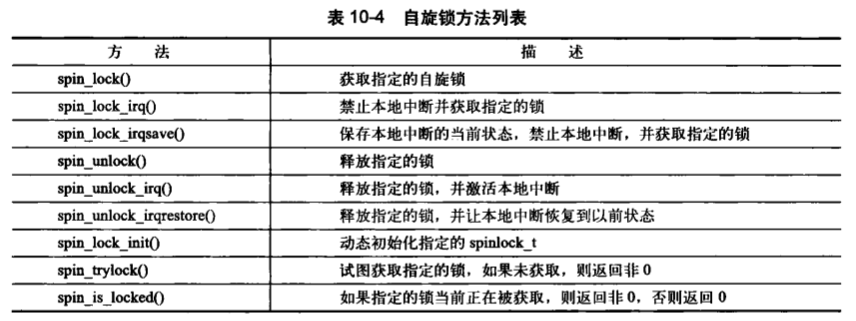 表 10-4 自旋锁方法列表
方 法 描 述
spin_lock() 获取指定的自旋锁
spin_lock_irq() 禁止本地中断并获取指定的锁
spin_lock_irqsave() 保存本地中断的当前状态，禁止本地中断，并获取指定的锁
spin_unlock() 释放指定的锁
spin_unlock_irq() 释放指定的锁，并激活本地中断
spin_unlock_irqrestore() 释放指定的锁，并让本地中断恢复到以前状态
spin_lock_init() 动态初始化指定的 spinlock_t
spin_trylock() 试图获取指定的锁，如果未获取，则返回非 0
spin_is_locked() 如果指定的锁当前正在被获取，则返回非 0，否则返回 0